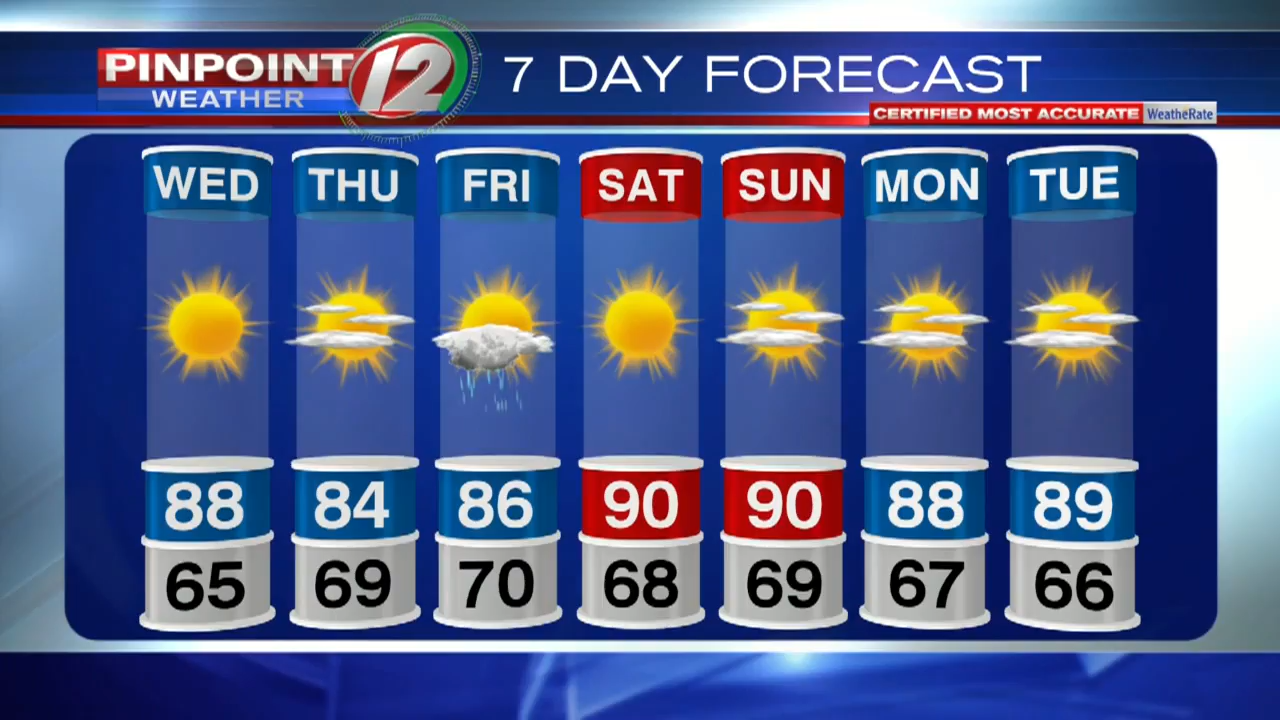 PINPOINT 12
WEATHER
7 DAY FORECAST
CERTIFIED MOST ACCURATE WeatheRate
WED THU FRI SAT SUN MON TUE
88 84 86 90 90 88 89
65 69 70 68 69 67 66